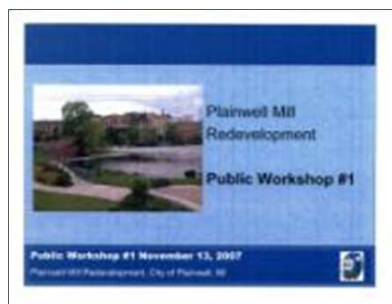 Plainwell Mill
Redevelopment
Public Workshop #1
Public Workshop #1 November 13, 2007
Plainwell Mill Redevelopment, City of Plainwell, MI